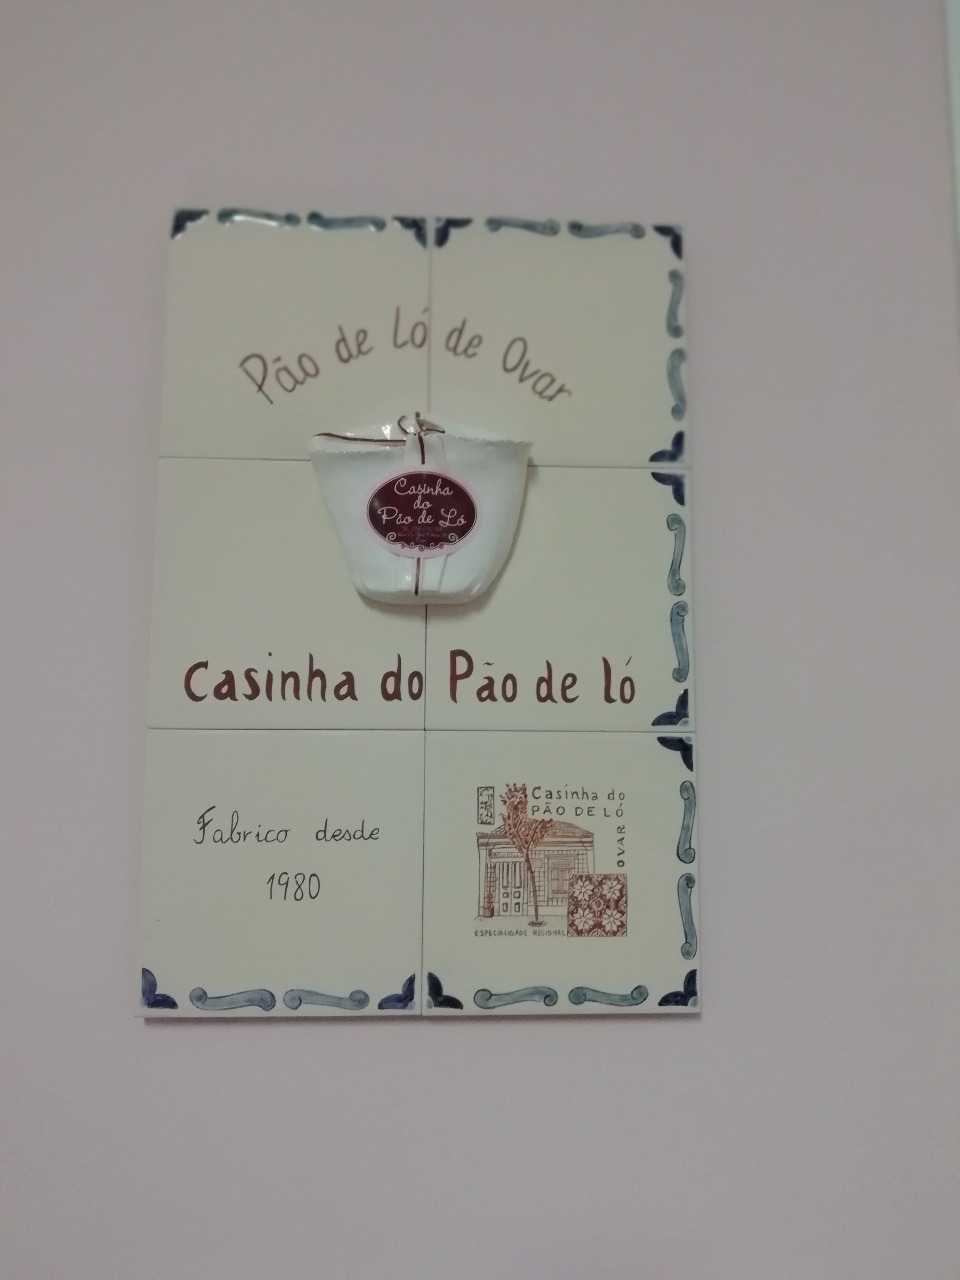 Pão de Ló de Ovar
Casinha
do
Pão de Ló
Casinha do Pão de ló
Fabrico desde
1980
Casinha do
PÃO DE LÓ
OVAR
ESPECIALIDADE REGIONAL